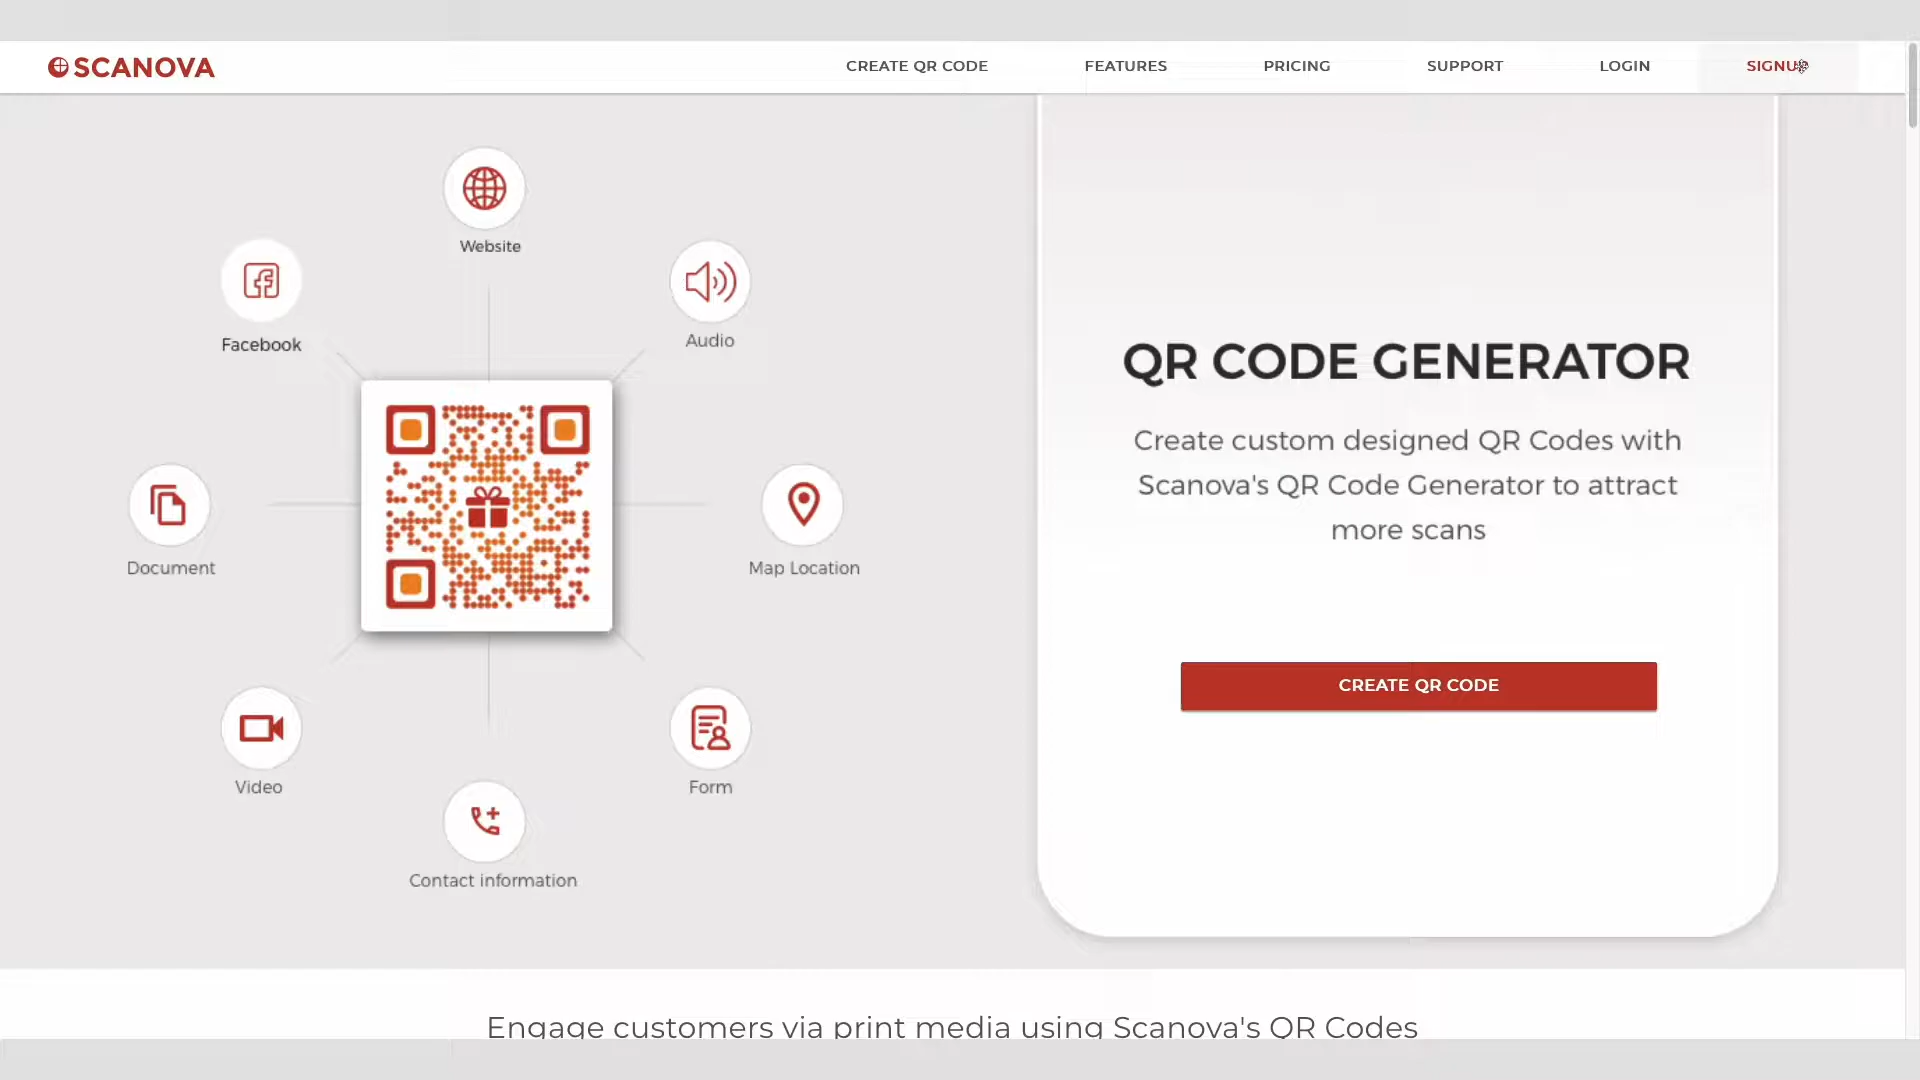 SCANOVA
CREATE QR CODE
FEATURES
PRICING
SUPPORT
LOGIN
SIGNUP
Website
Facebook
Audio
Document
Map Location
Video
Form
Contact information
QR CODE GENERATOR
Create custom designed QR Codes with
Scanova's QR Code Generator to attract
more scans
CREATE QR CODE
Engage customers via print media using Scanova's QR Codes